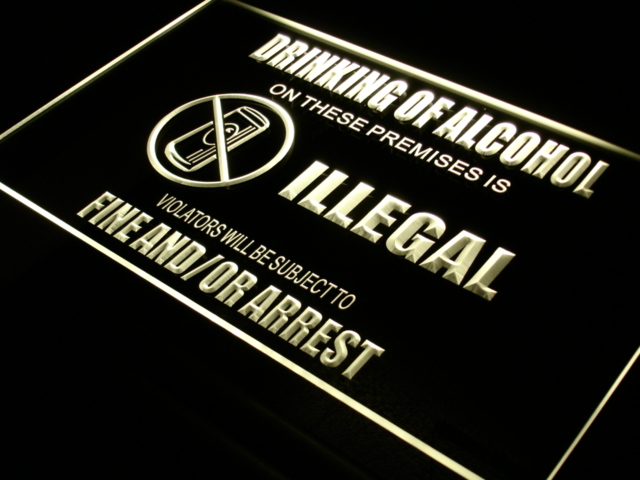 DRINKING OF ALCOHOL
ON THESE PREMISES IS
ILLEGAL
VIOLATORS WILL BE SUBJECT TO
FINE AND/OR ARREST